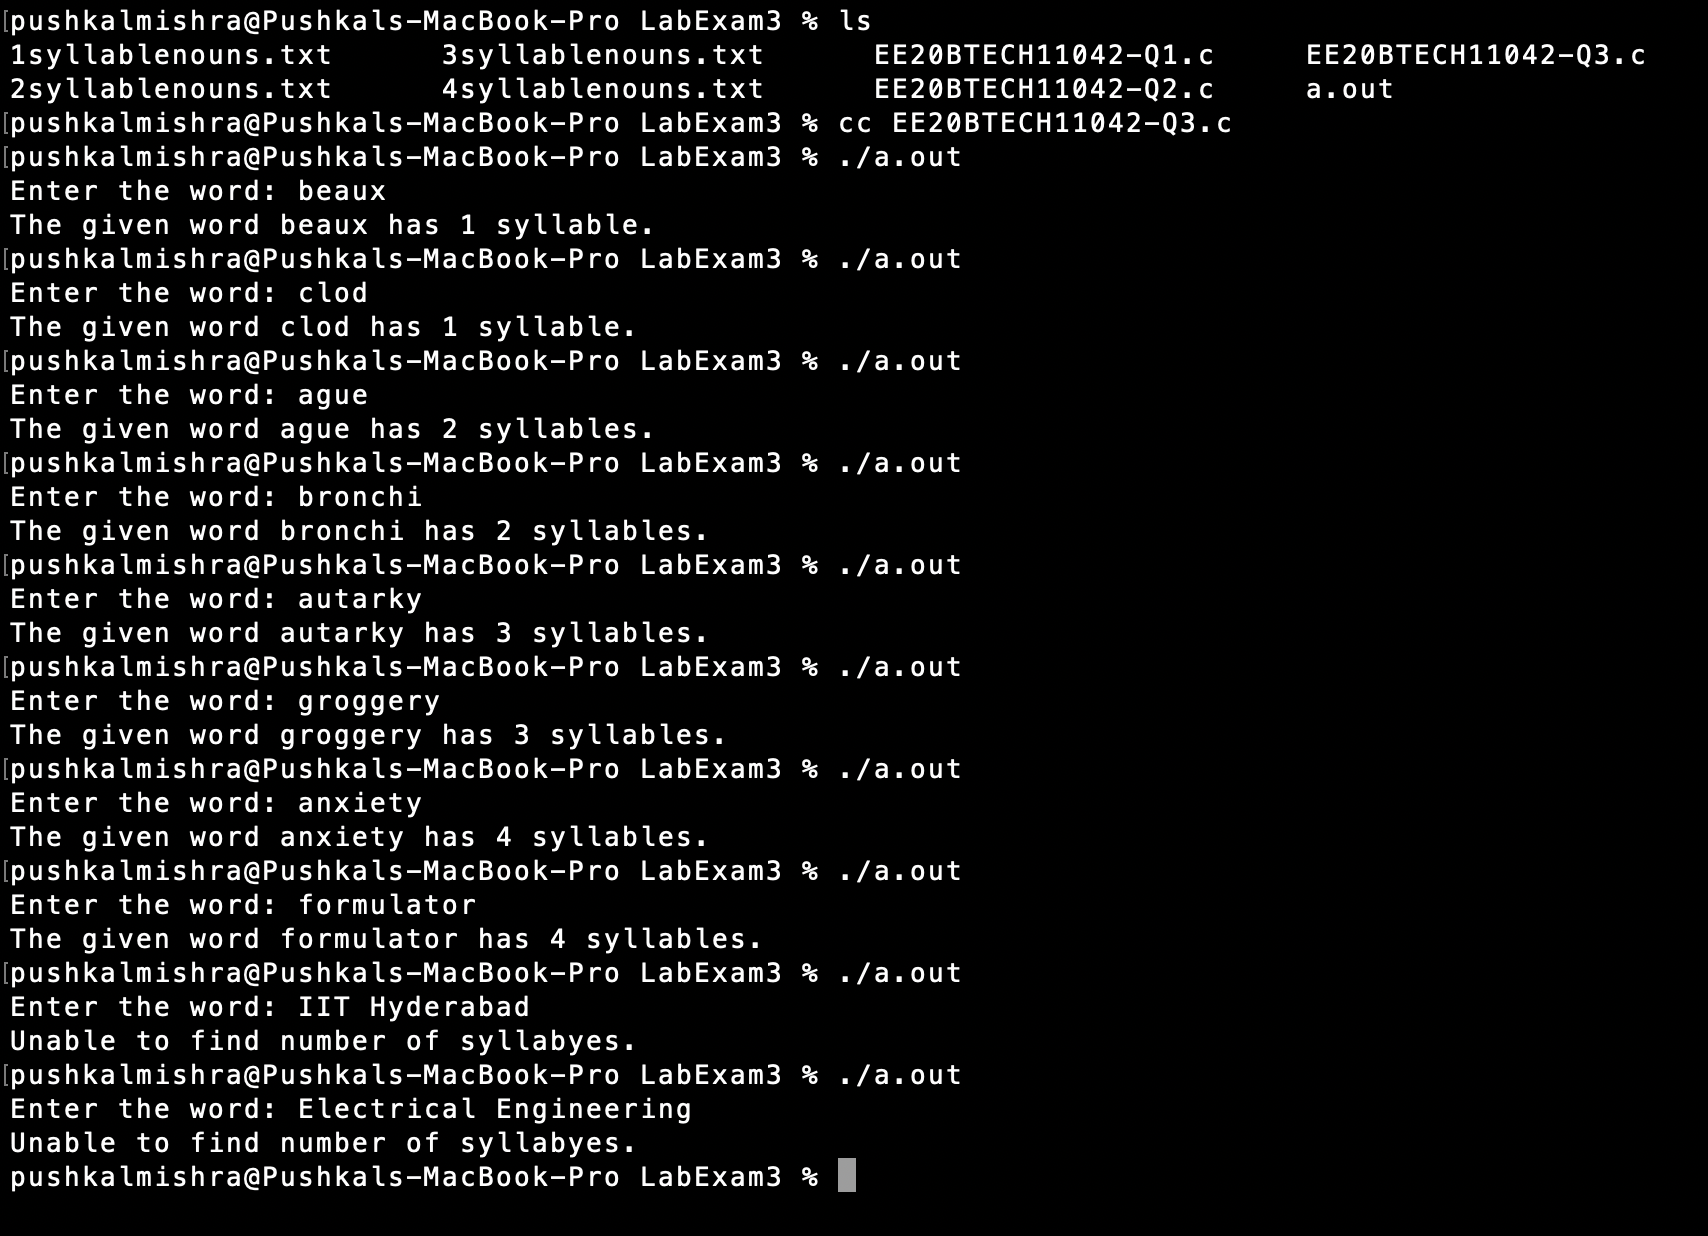 [pushkalmishra@Pushkals-MacBook-Pro LabExam3 % ls
1syllablenouns.txt 3syllablenouns.txt EE20BTECH11042-Q1.c EE20BTECH11042-Q3.c
2syllablenouns.txt 4syllablenouns.txt EE20BTECH11042-Q2.c a.out
[pushkalmishra@Pushkals-MacBook-Pro LabExam3 % cc EE20BTECH11042-Q3.c
[pushkalmishra@Pushkals-MacBook-Pro LabExam3 % ./a.out
Enter the word: beaux
The given word beaux has 1 syllable.
[pushkalmishra@Pushkals-MacBook-Pro LabExam3 % ./a.out
Enter the word: clod
The given word clod has 1 syllable.
[pushkalmishra@Pushkals-MacBook-Pro LabExam3 % ./a.out
Enter the word: ague
The given word ague has 2 syllables.
[pushkalmishra@Pushkals-MacBook-Pro LabExam3 % ./a.out
Enter the word: bronchi
The given word bronchi has 2 syllables.
[pushkalmishra@Pushkals-MacBook-Pro LabExam3 % ./a.out
Enter the word: autarky
The given word autarky has 3 syllables.
[pushkalmishra@Pushkals-MacBook-Pro LabExam3 % ./a.out
Enter the word: groggery
The given word groggery has 3 syllables.
[pushkalmishra@Pushkals-MacBook-Pro LabExam3 % ./a.out
Enter the word: anxiety
The given word anxiety has 4 syllables.
[pushkalmishra@Pushkals-MacBook-Pro LabExam3 % ./a.out
Enter the word: formulator
The given word formulator has 4 syllables.
[pushkalmishra@Pushkals-MacBook-Pro LabExam3 % ./a.out
Enter the word: IIT Hyderabad
Unable to find number of syllabyes.
[pushkalmishra@Pushkals-MacBook-Pro LabExam3 % ./a.out
Enter the word: Electrical Engineering
Unable to find number of syllabyes.
pushkalmishra@Pushkals-MacBook-Pro LabExam3 %